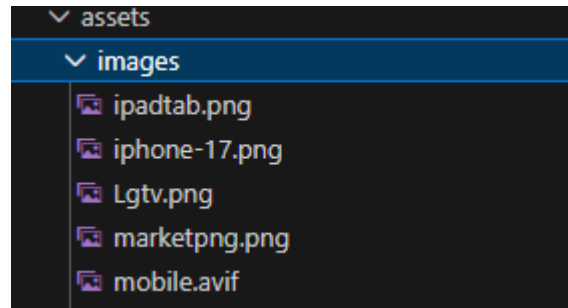 assets
images
ipadtab.png
iphone-17.png
Lgtv.png
marketpng.png
mobile.avif